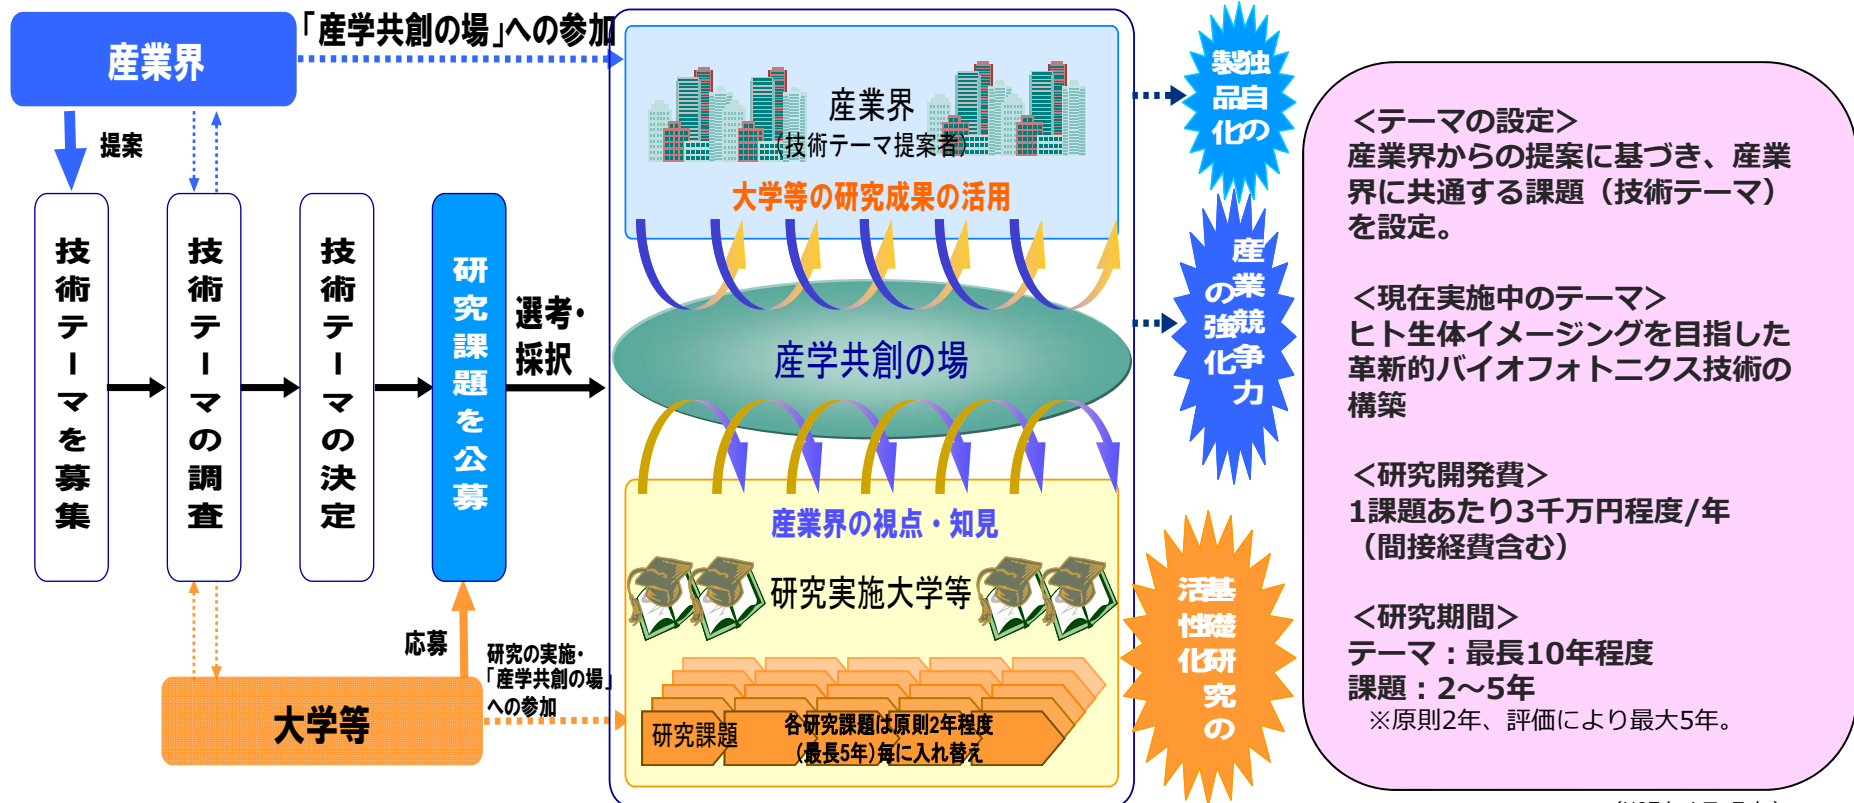 産業界
「産学共創の場」への参加
提案
技術テーマを募集
技術テーマの調査
技術テーマの決定
研究課題を公募
選考・
採択
応募
大学等
研究の実施・
「産学共創の場」
への参加
産業界
(技術テーマ提案者)
大学等の研究成果の活用
産学共創の場
産業界の視点・知見
研究実施大学等
研究課題
各研究課題は原則2年程度
(最長5年)毎に入れ替え
独自の
製品化
産業競争力
の強化
基礎研究の
活性化
＜テーマの設定＞
産業界からの提案に基づき、産業
界に共通する課題（技術テーマ）
を設定。
＜現在実施中のテーマ＞
ヒト生体イメージングを目指した
革新的バイオフォトニクス技術の
構築
＜研究開発費＞
1課題あたり3千万円程度/年
（間接経費含む）
＜研究期間＞
テーマ：最長10年程度
課題：2～5年
※原則2年、評価により最大5年。